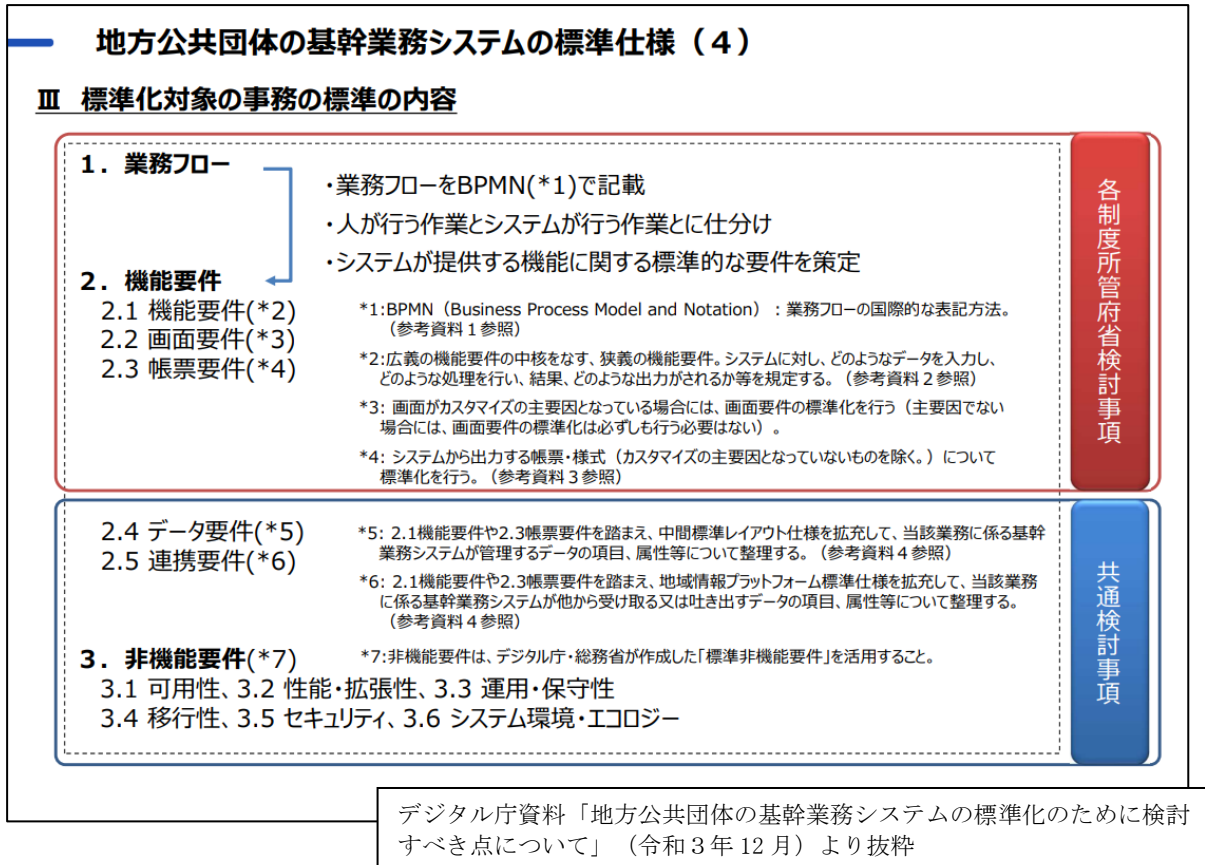 地方公共団体の基幹業務システムの標準仕様（４）
Ⅲ 標準化対象の事務の標準の内容
１．業務フロー
・業務フローをBPMN(*1)で記載
・人が行う作業とシステムが行う作業とに仕分け
・システムが提供する機能に関する標準的な要件を策定
２．機能要件
2.1 機能要件(*2)
2.2 画面要件(*3)
2.3 帳票要件(*4)
*1:BPMN（Business Process Model and Notation）：業務フローの国際的な表記方法。
（参考資料１参照）
*2:広義の機能要件の中核をなす、狭義の機能要件。システムに対し、どのようなデータを入力し、
どのような処理を行い、結果、どのような出力がされるか等を規定する。（参考資料２参照）
*3: 画面がカスタマイズの主要因となっている場合には、画面要件の標準化を行う（主要因でない
場合には、画面要件の標準化は必ずしも行う必要はない）。
*4: システムから出力する帳票・様式（カスタマイズの主要因となっていないものを除く。）について
標準化を行う。（参考資料３参照）
各制度所管府省検討事項
2.4 データ要件(*5)
2.5 連携要件(*6)
*5: 2.1機能要件や2.3帳票要件を踏まえ、中間標準レイアウト仕様を拡充して、当該業務に係る基幹
業務システムが管理するデータの項目、属性等について整理する。（参考資料４参照）
*6: 2.1機能要件や2.3帳票要件を踏まえ、地域情報プラットフォーム標準仕様を拡充して、当該業務
に係る基幹業務システムが他から受け取る又は吐き出すデータの項目、属性等について整理する。
（参考資料４参照）
３．非機能要件(*7)
*7:非機能要件は、デジタル庁・総務省が作成した「標準非機能要件」を活用すること。
3.1 可用性、3.2 性能・拡張性、3.3 運用・保守性
3.4 移行性、3.5 セキュリティ、3.6 システム環境・エコロジー
共通検討事項
デジタル庁資料「地方公共団体の基幹業務システムの標準化のために検討
すべき点について」（令和３年 12 月）より抜粋